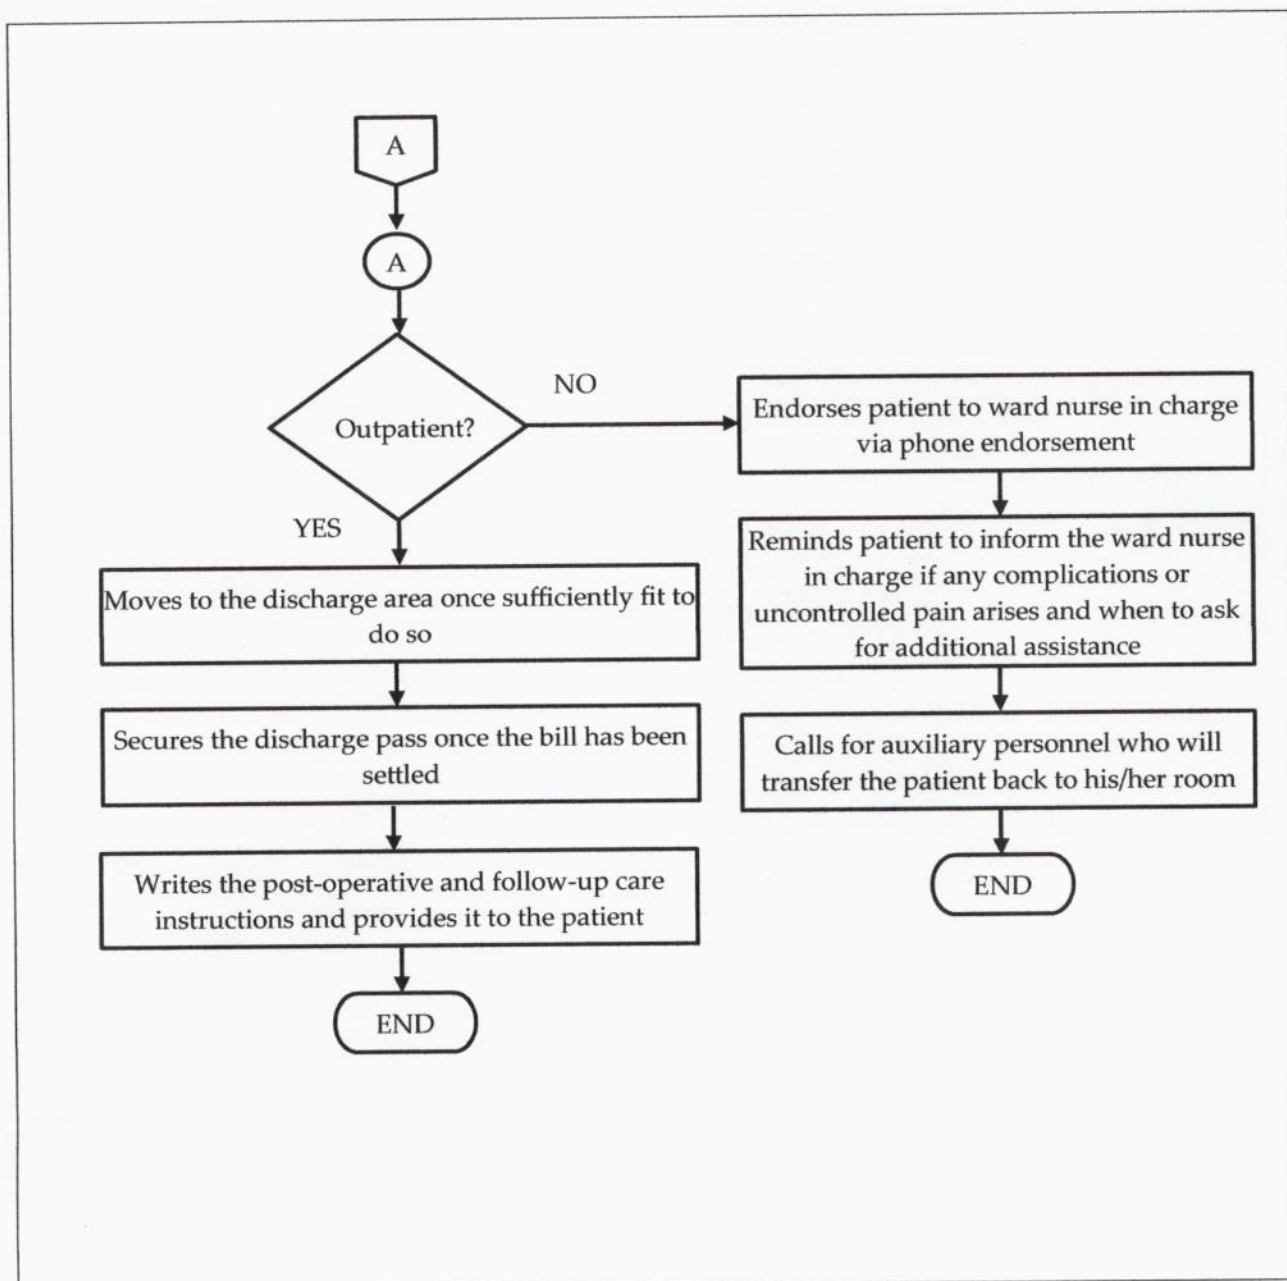 A
A
Outpatient?
NO
YES
Endorses patient to ward nurse in charge
via phone endorsement
Reminds patient to inform the ward nurse
in charge if any complications or
uncontrolled pain arises and when to ask
for additional assistance
Calls for auxiliary personnel who will
transfer the patient back to his/her room
END
Moves to the discharge area once sufficiently fit to
do so
Secures the discharge pass once the bill has been
settled
Writes the post-operative and follow-up care
instructions and provides it to the patient
END